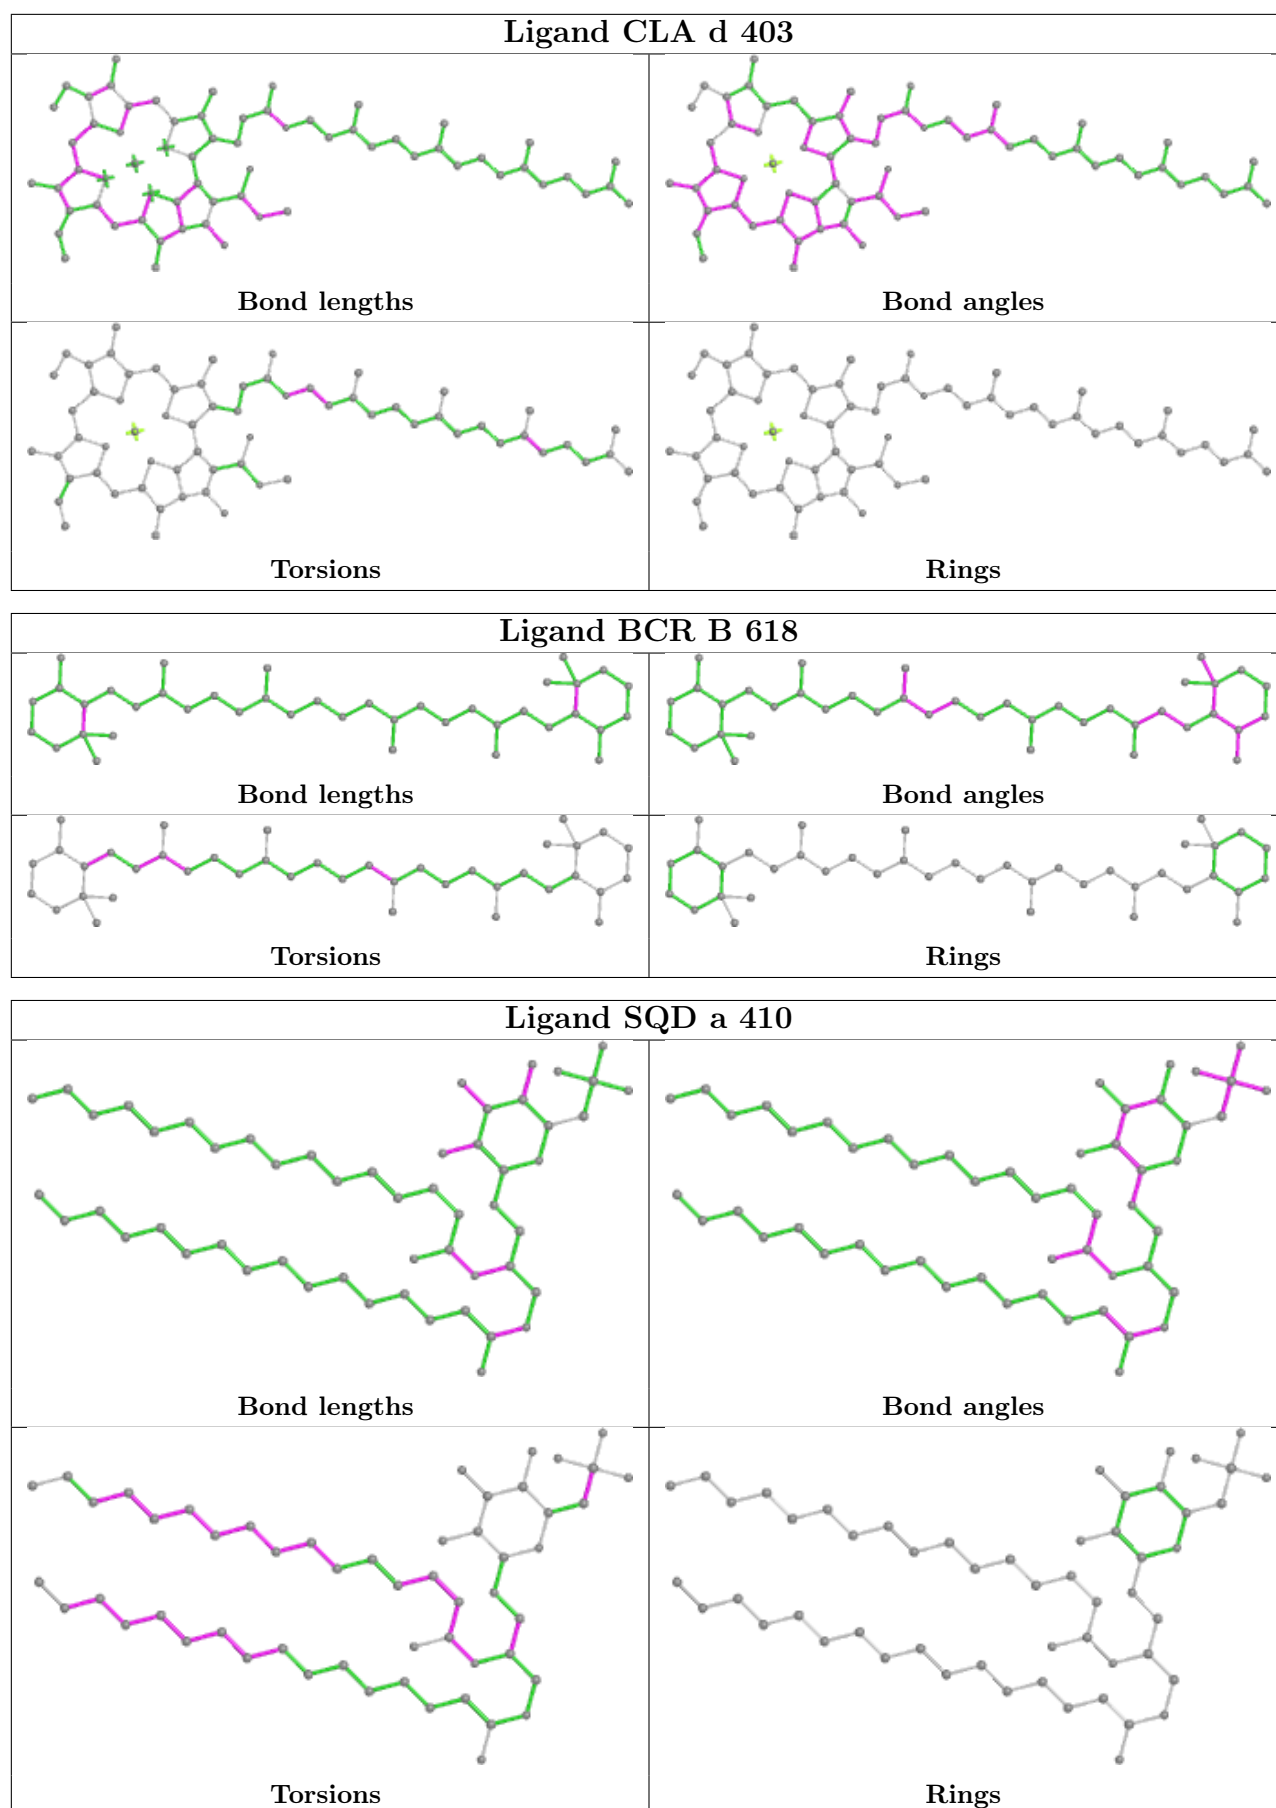 Ligand CLA d 403
Bond lengths
Bond angles
Torsions
Rings
Ligand BCR B 618
Bond lengths
Bond angles
Torsions
Rings
Ligand SQD a 410
Bond lengths
Bond angles
Torsions
Rings